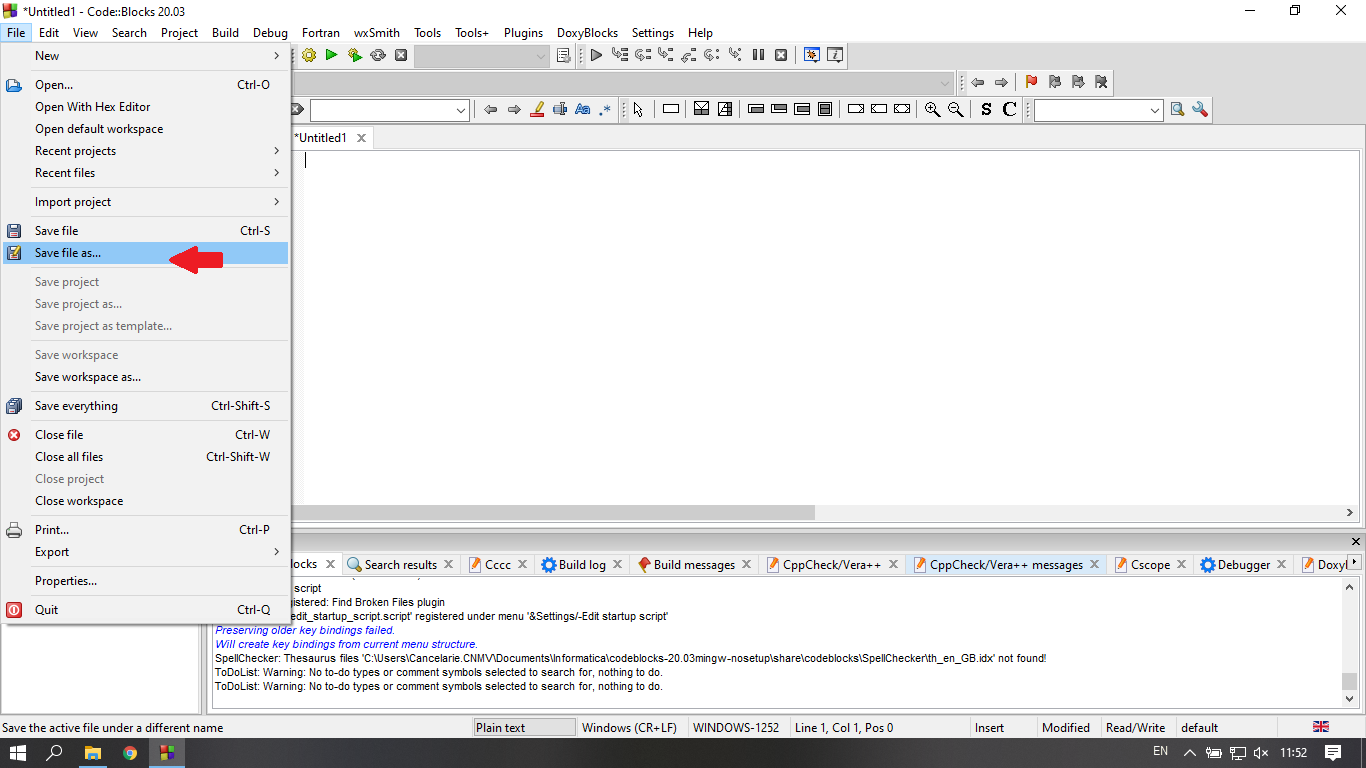 *Untitled1 - Code::Blocks 20.03
File Edit View Search Project Build Debug Fortran wxSmith Tools Tools+ Plugins DoxyBlocks Settings Help
New
Open... Ctrl-O
Open With Hex Editor
Open default workspace
Recent projects
Recent files
Import project
Save file Ctrl-S
Save file as...
Save project
Save project as...
Save project as template...
Save workspace
Save workspace as...
Save everything Ctrl-Shift-S
Close file Ctrl-W
Close all files Ctrl-Shift-W
Close project
Close workspace
Print... Ctrl-P
Export
Properties...
Quit Ctrl-Q
Aa .* S C
*Untitled1
locks Search results Cccc Build log Build messages CppCheck/Vera++ CppCheck/Vera++ messages Cscope Debugger Doxyl
script
gistered: Find Broken Files plugin
edit_startup_script.script' registered under menu '&Settings/-Edit startup script'
Preserving older key bindings failed.
Will create key bindings from current menu structure.
SpellChecker: Thesaurus files 'C:\Users\Cancelarie.CNMV\Documents\Informatica\codeblocks-20.03mingw-nosetup\share\codeblocks\SpellChecker\th_en_GB.idx' not found!
ToDoList: Warning: No to-do types or comment symbols selected to search for, nothing to do.
ToDoList: Warning: No to-do types or comment symbols selected to search for, nothing to do.
Save the active file under a different name Plain text Windows (CR+LF) WINDOWS-1252 Line 1, Col 1, Pos 0 Insert Modified Read/Write default
EN 11:52